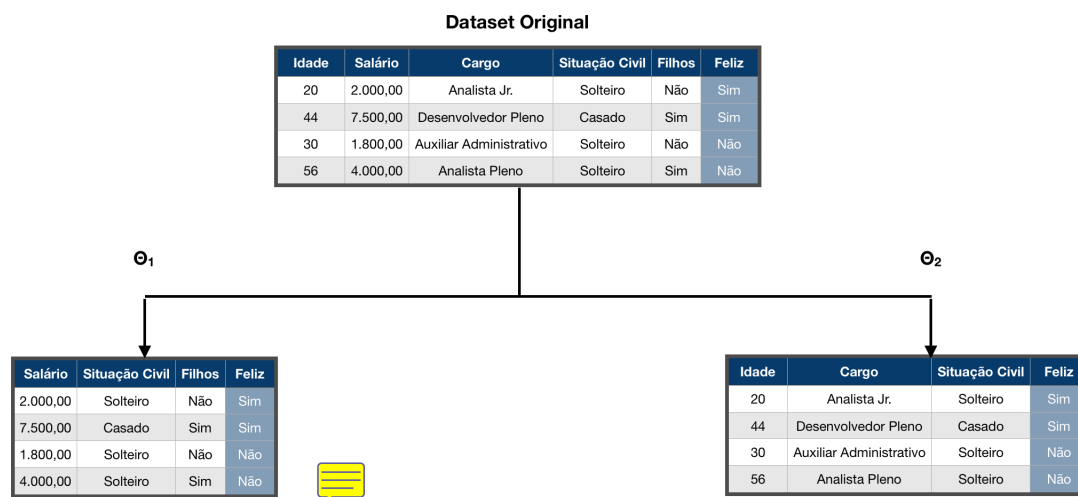 Dataset Original
Idade Salário Cargo Situação Civil Filhos Feliz
20 2.000,00 Analista Jr. Solteiro Não Sim
44 7.500,00 Desenvolvedor Pleno Casado Sim Sim
30 1.800,00 Auxiliar Administrativo Solteiro Não Não
56 4.000,00 Analista Pleno Solteiro Sim Não
Θ₁
Θ₂
Salário Situação Civil Filhos Feliz
2.000,00 Solteiro Não Sim
7.500,00 Casado Sim Sim
1.800,00 Solteiro Não Não
4.000,00 Solteiro Sim Não
Idade Cargo Situação Civil Feliz
20 Analista Jr. Solteiro Sim
44 Desenvolvedor Pleno Casado Sim
30 Auxiliar Administrativo Solteiro Não
56 Analista Pleno Solteiro Não